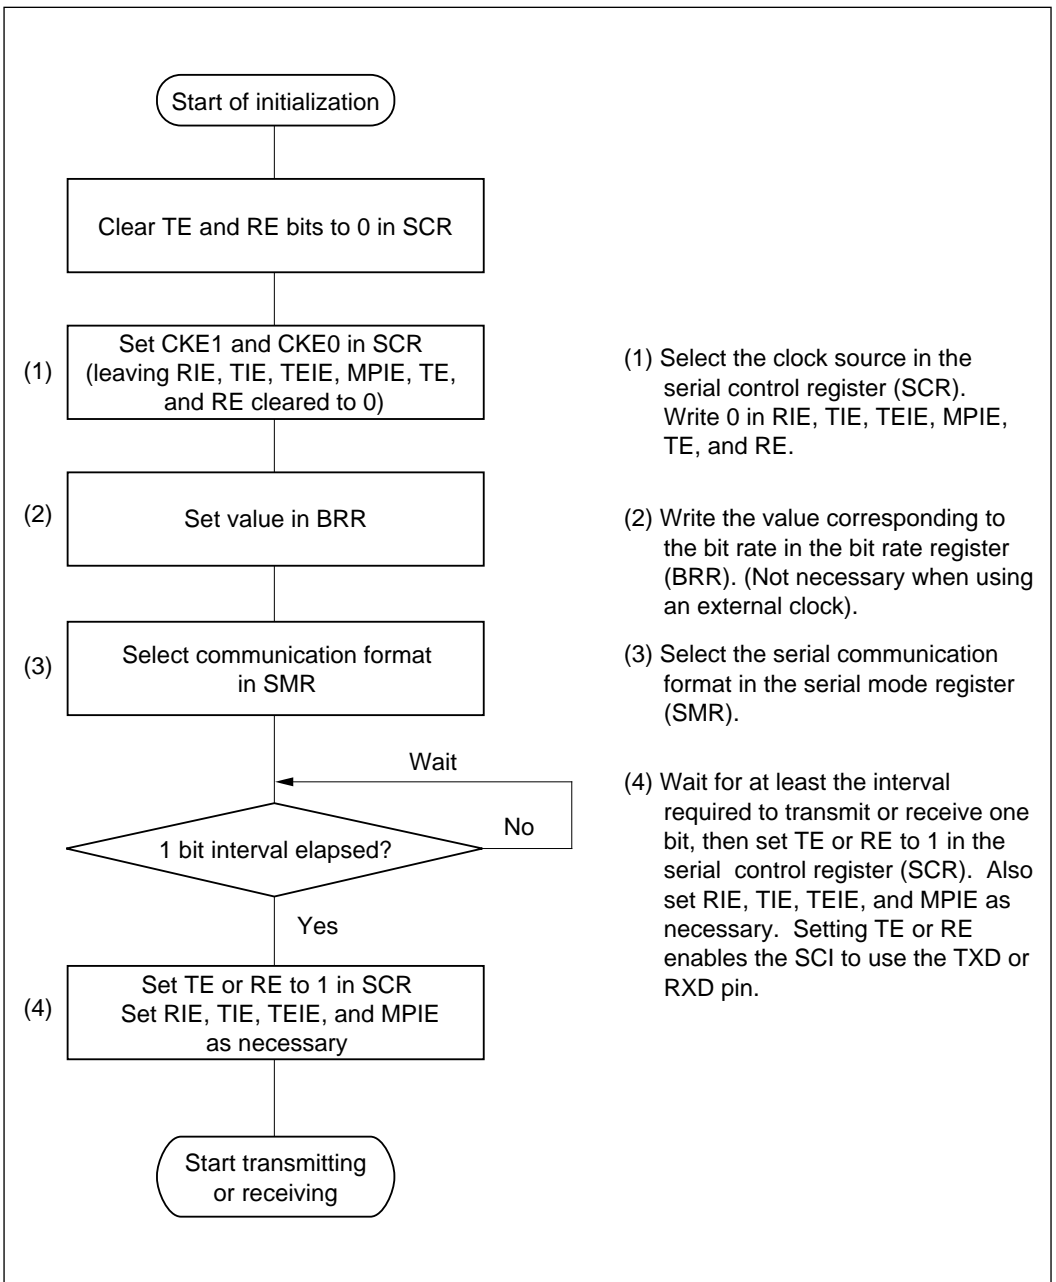 Start of initialization
Clear TE and RE bits to 0 in SCR
(1)
Set CKE1 and CKE0 in SCR
(leaving RIE, TIE, TEIE, MPIE, TE,
and RE cleared to 0)
(2)
Set value in BRR
(3)
Select communication format
in SMR
Wait
No
1 bit interval elapsed?
Yes
(4)
Set TE or RE to 1 in SCR
Set RIE, TIE, TEIE, and MPIE
as necessary
Start transmitting
or receiving
(1) Select the clock source in the
serial control register (SCR).
Write 0 in RIE, TIE, TEIE, MPIE,
TE, and RE.
(2) Write the value corresponding to
the bit rate in the bit rate register
(BRR). (Not necessary when using
an external clock).
(3) Select the serial communication
format in the serial mode register
(SMR).
(4) Wait for at least the interval
required to transmit or receive one
bit, then set TE or RE to 1 in the
serial control register (SCR). Also
set RIE, TIE, TEIE, and MPIE as
necessary. Setting TE or RE
enables the SCI to use the TXD or
RXD pin.